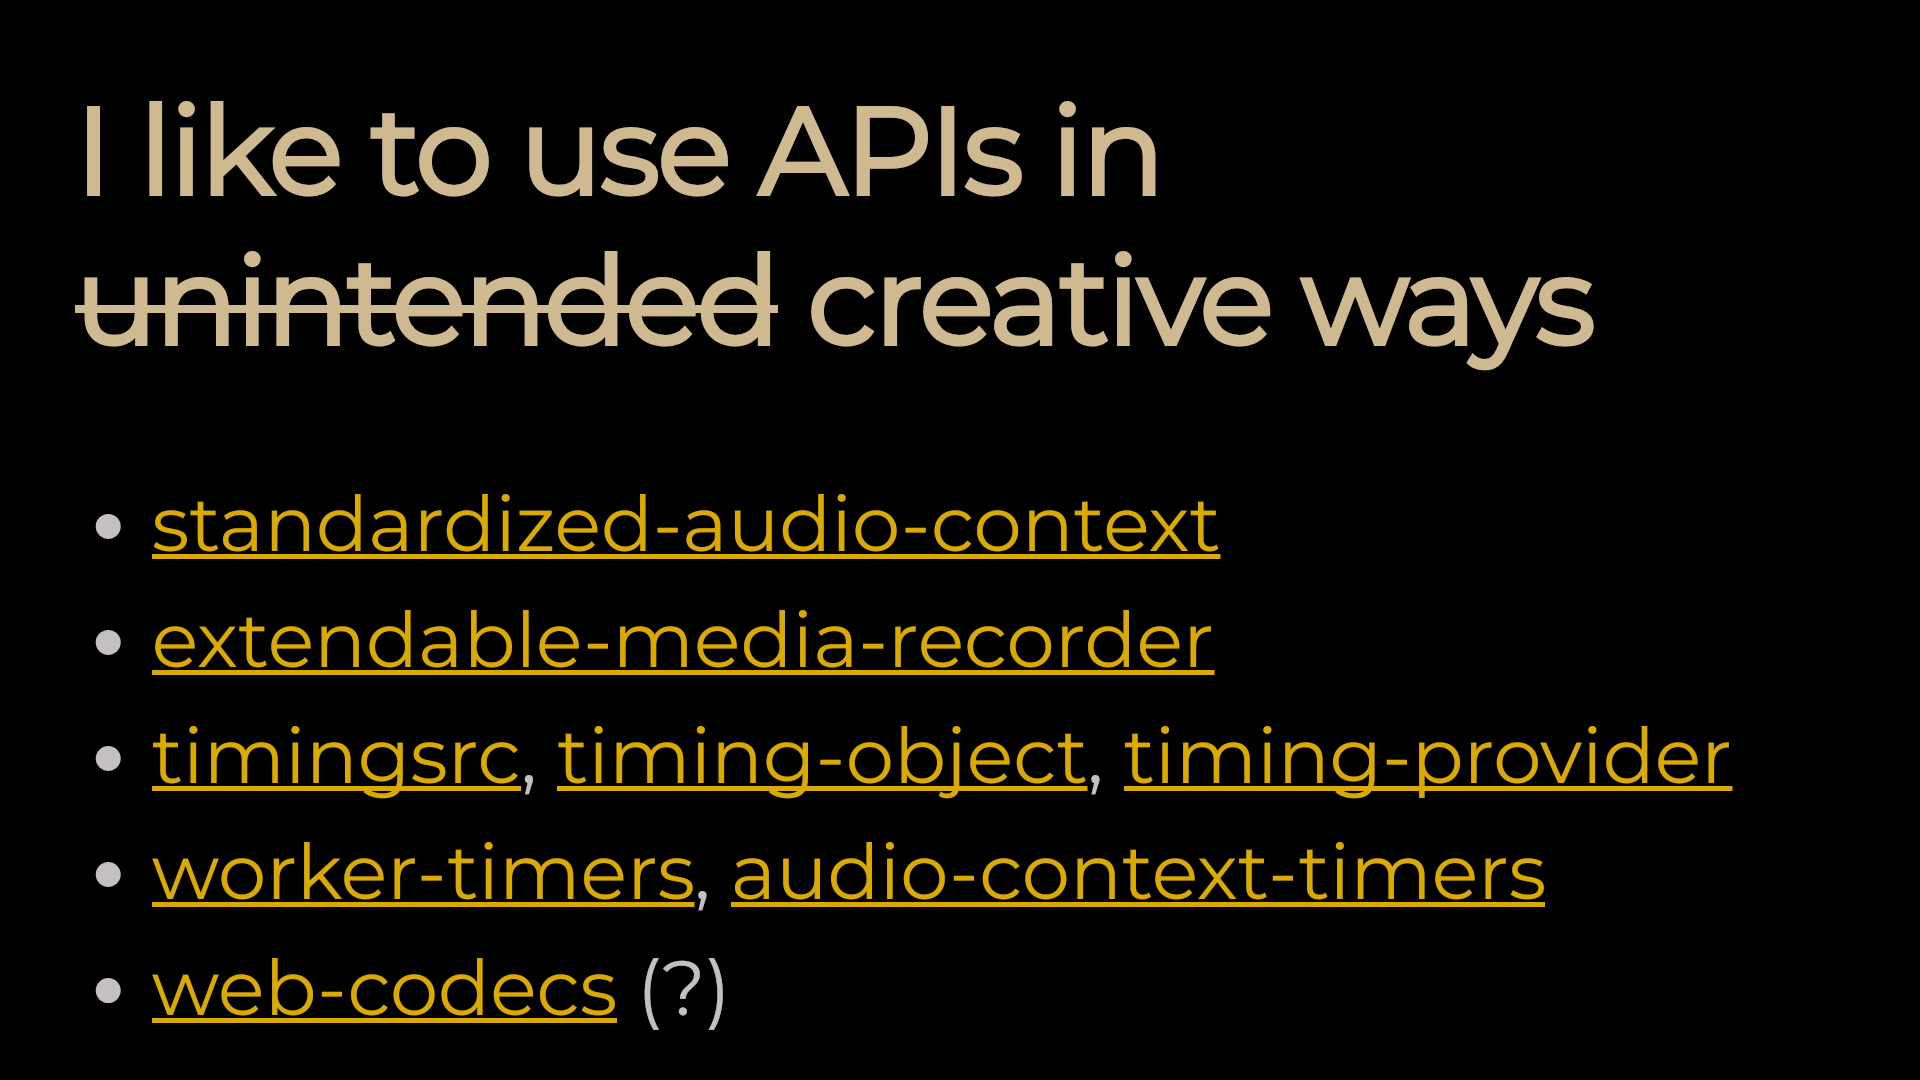 I like to use APIs in
unintended creative ways
• standardized-audio-context
• extendable-media-recorder
• timingsrc, timing-object, timing-provider
• worker-timers, audio-context-timers
• web-codecs (?)